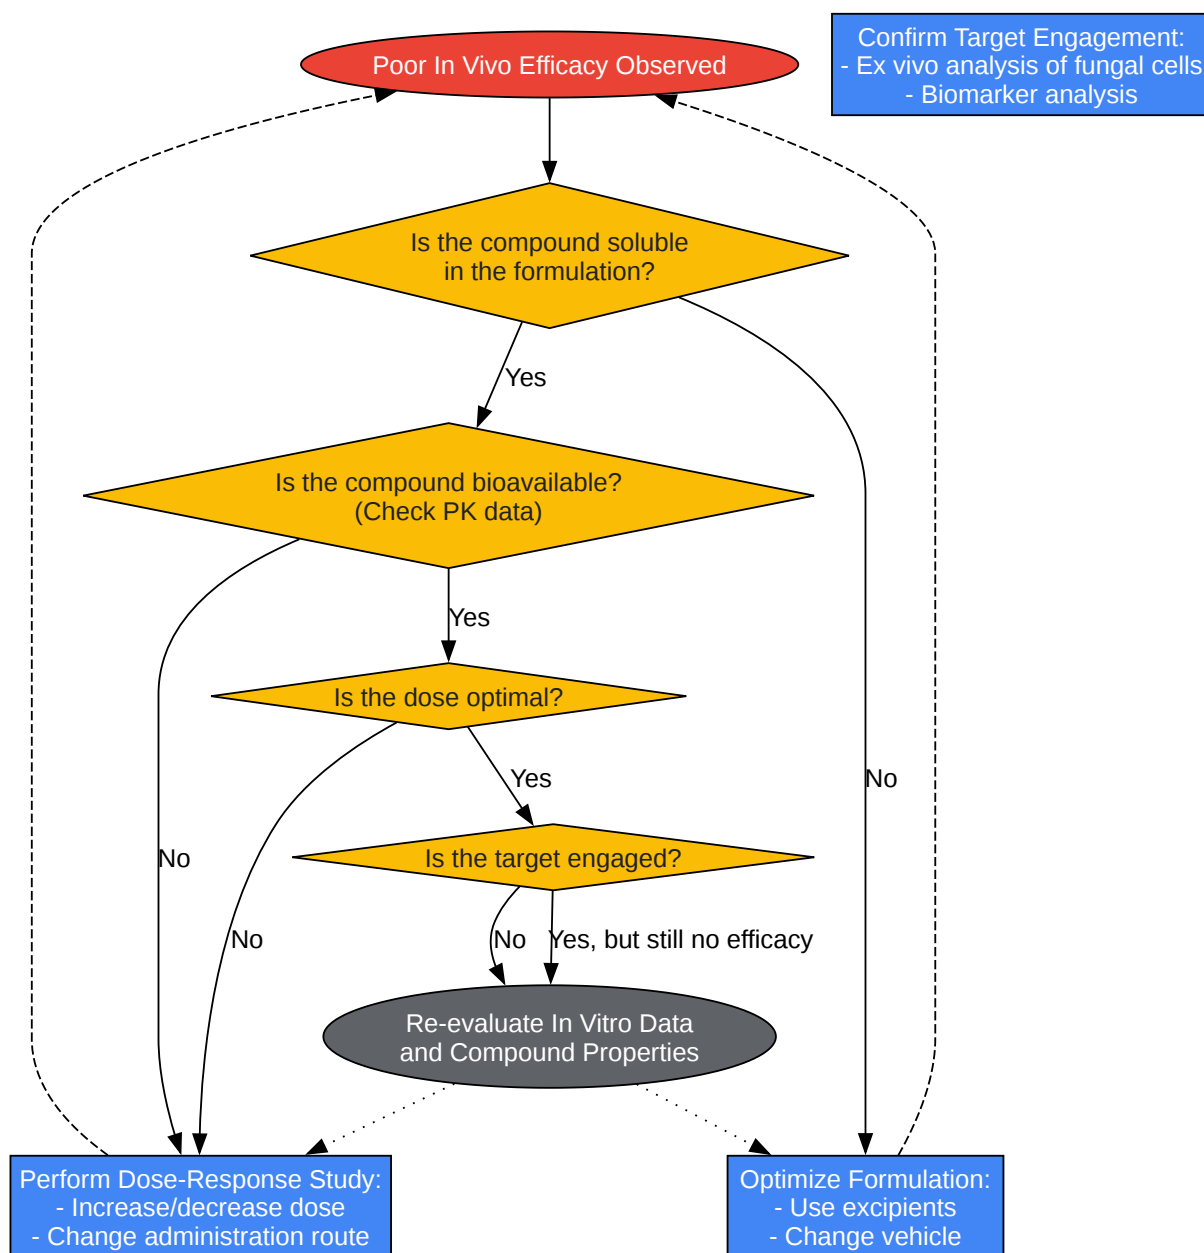 Poor In Vivo Efficacy Observed
Confirm Target Engagement:
- Ex vivo analysis of fungal cells
- Biomarker analysis
Is the compound soluble
in the formulation?
Yes
Is the compound bioavailable?
(Check PK data)
Yes
Is the dose optimal?
Yes
No
Is the target engaged?
No
No
No
Yes, but still no efficacy
Re-evaluate In Vitro Data
and Compound Properties
Perform Dose-Response Study:
- Increase/decrease dose
- Change administration route
Optimize Formulation:
- Use excipients
- Change vehicle